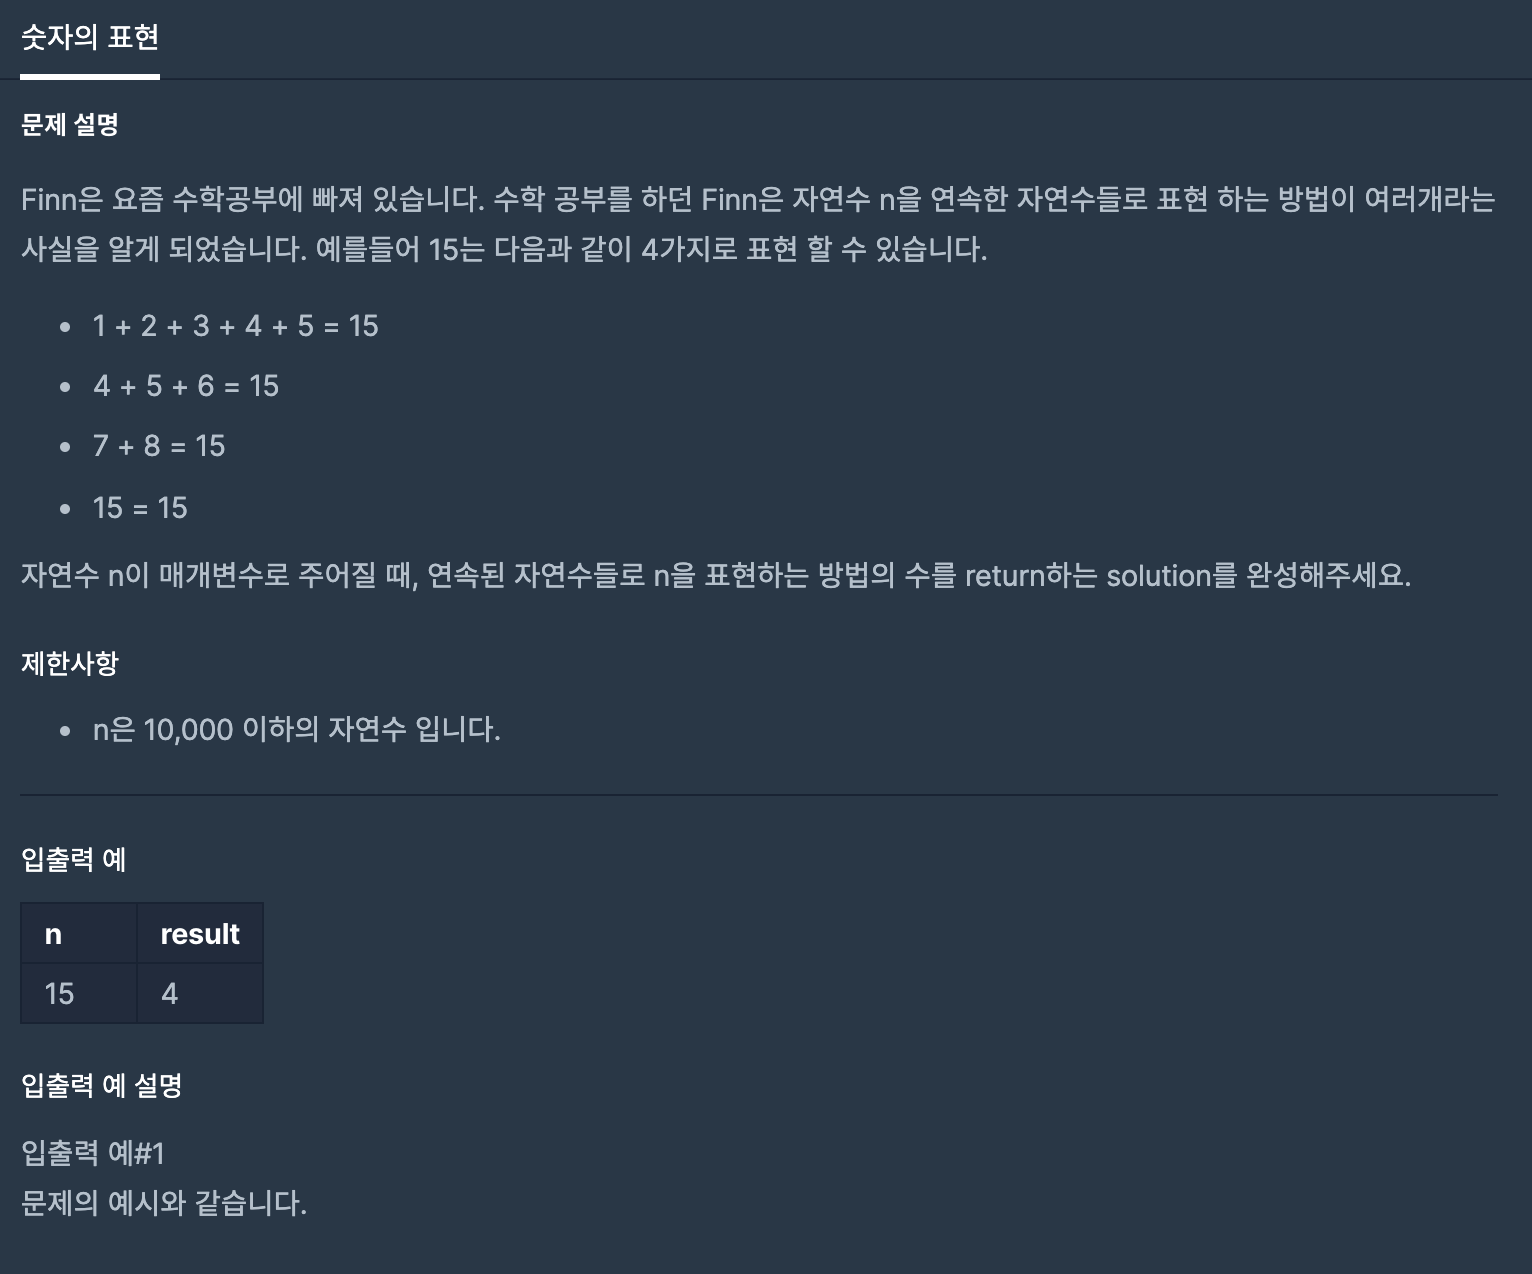 숫자의 표현
문제 설명
Finn은 요즘 수학공부에 빠져 있습니다. 수학 공부를 하던 Finn은 자연수 n을 연속한 자연수들로 표현 하는 방법이 여러개라는
사실을 알게 되었습니다. 예를들어 15는 다음과 같이 4가지로 표현 할 수 있습니다.
• 1 + 2 + 3 + 4 + 5 = 15
• 4 + 5 + 6 = 15
• 7 + 8 = 15
• 15 = 15
자연수 n이 매개변수로 주어질 때, 연속된 자연수들로 n을 표현하는 방법의 수를 return하는 solution를 완성해주세요.
제한사항
• n은 10,000 이하의 자연수 입니다.
입출력 예
n result
15 4
입출력 예 설명
입출력 예#1
문제의 예시와 같습니다.